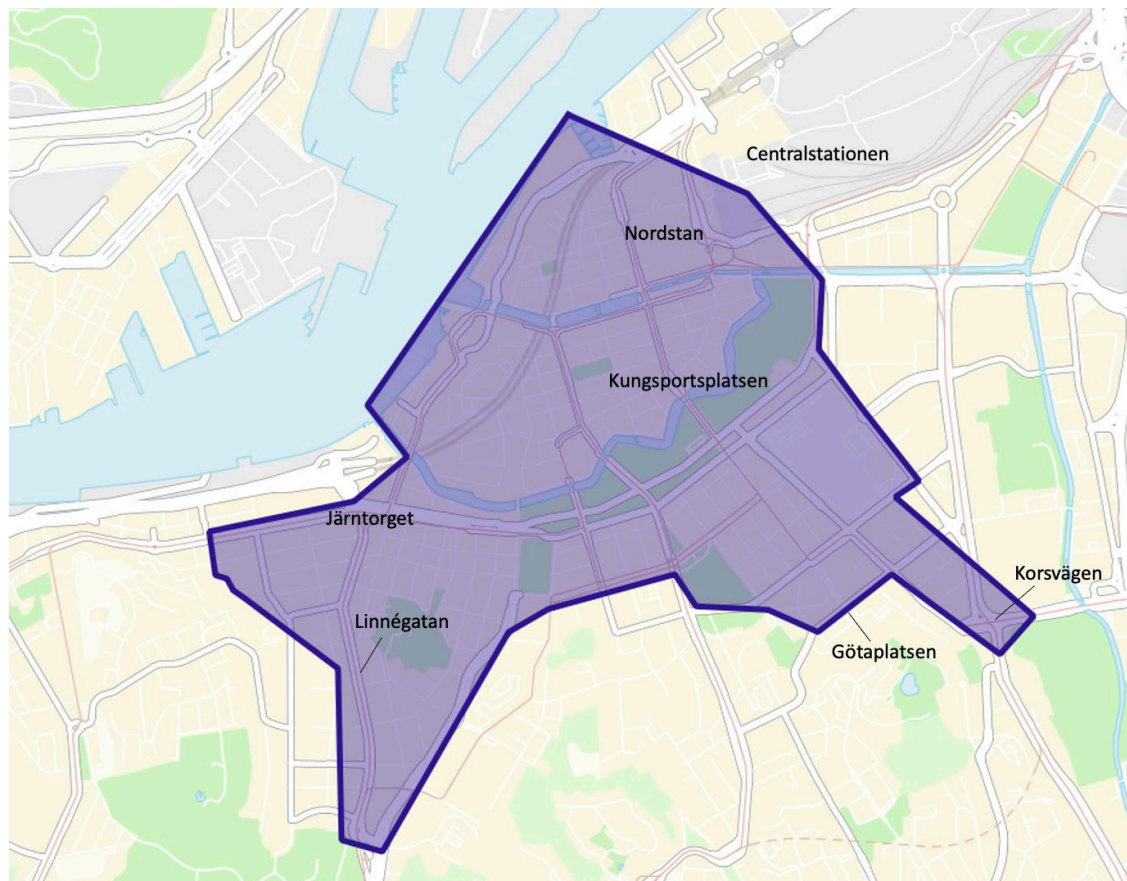 Centralstationen
Nordstan
Kungsportsplatsen
Järntorget
Korsvägen
Linnégatan
Götaplatsen